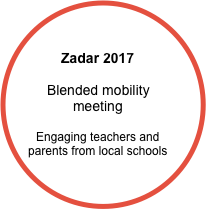 Zadar 2017
Blended mobility
meeting
Engaging teachers and
parents from local schools